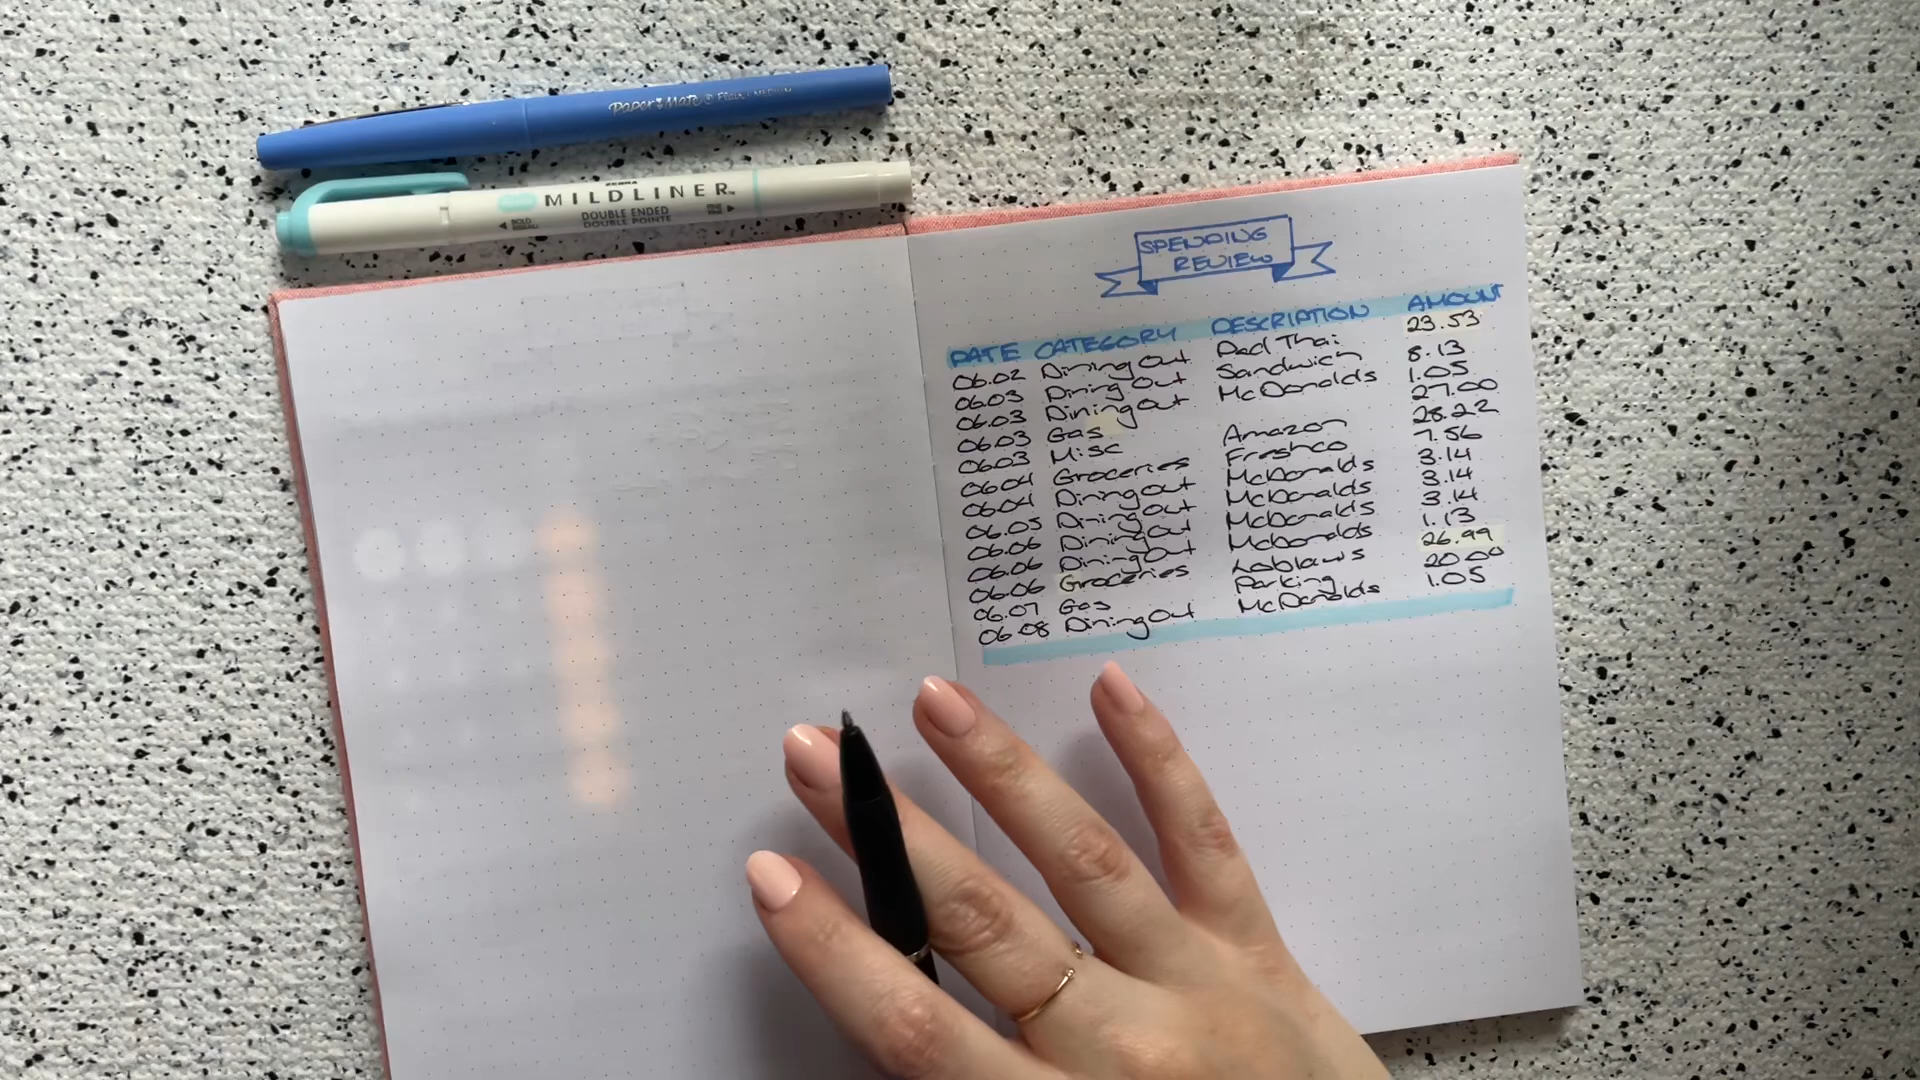 Paper Mate Flair MEDIUM
ZEBRA
MILDLINER™
BOLD
DOUBLE ENDED
DOUBLE POINTE
SPENDING
REVIEW
DATE CATEGORY DESCRIPTION AMOUNT
06.02 Dining Out Pad Thai 23.53
06.03 Dining Out Sandwich 8.13
06.03 Dining Out McDonalds 1.05
06.03 Gas 27.00
06.03 Misc Amazon 28.22
06.04 Groceries Freshco 7.56
06.04 Dining Out McDonalds 3.14
06.05 Dining Out McDonalds 3.14
06.06 Dining Out McDonalds 3.14
06.06 Dining Out McDonalds 1.13
06.06 Groceries Loblaws 26.99
06.07 Gas Parking 20.00
06.08 Dining Out McDonalds 1.05